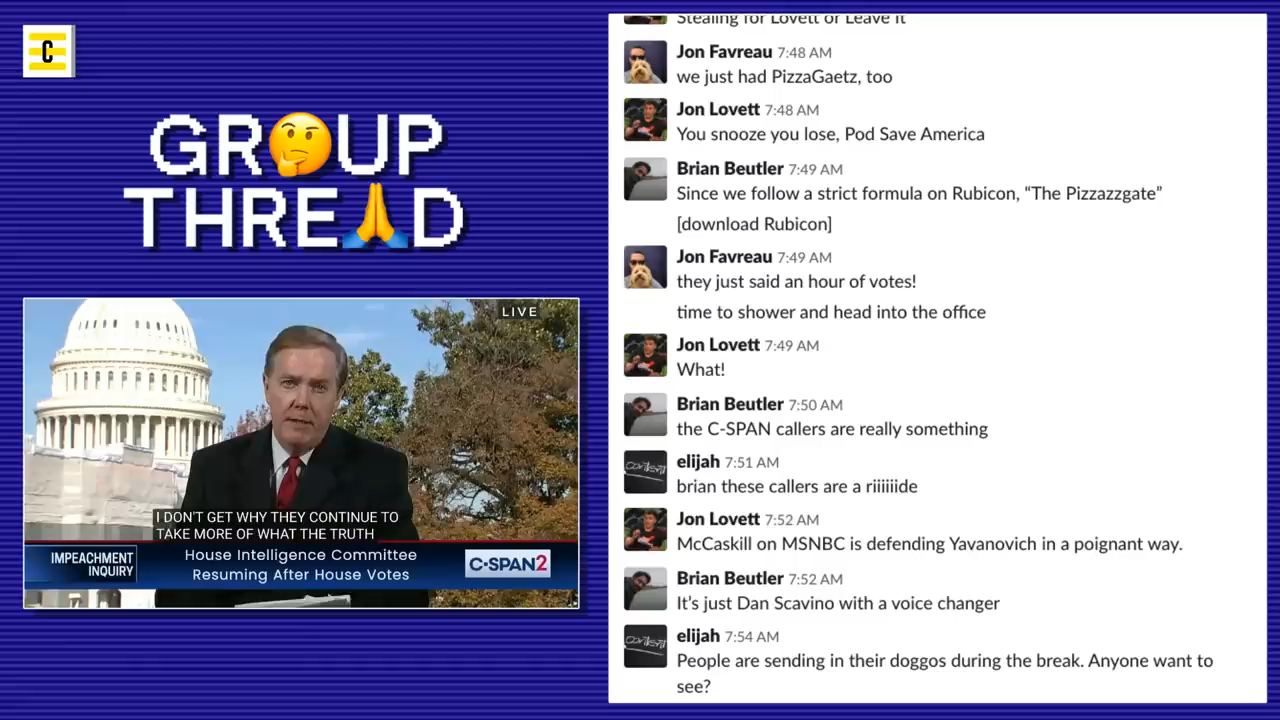 C
GR🤔UP
THRE🙏D
LIVE
I DON'T GET WHY THEY CONTINUE TO
TAKE MORE OF WHAT THE TRUTH
IMPEACHMENT
INQUIRY
House Intelligence Committee
Resuming After House Votes
C-SPAN2
Stealing for Lovett or Leave It
Jon Favreau 7:48 AM
we just had PizzaGaetz, too
Jon Lovett 7:48 AM
You snooze you lose, Pod Save America
Brian Beutler 7:49 AM
Since we follow a strict formula on Rubicon, “The Pizzazzgate”
[download Rubicon]
Jon Favreau 7:49 AM
they just said an hour of votes!
time to shower and head into the office
Jon Lovett 7:49 AM
What!
Brian Beutler 7:50 AM
the C-SPAN callers are really something
elijah 7:51 AM
brian these callers are a riiiiiide
Jon Lovett 7:52 AM
McCaskill on MSNBC is defending Yavanovich in a poignant way.
Brian Beutler 7:52 AM
It’s just Dan Scavino with a voice changer
elijah 7:54 AM
People are sending in their doggos during the break. Anyone want to
see?